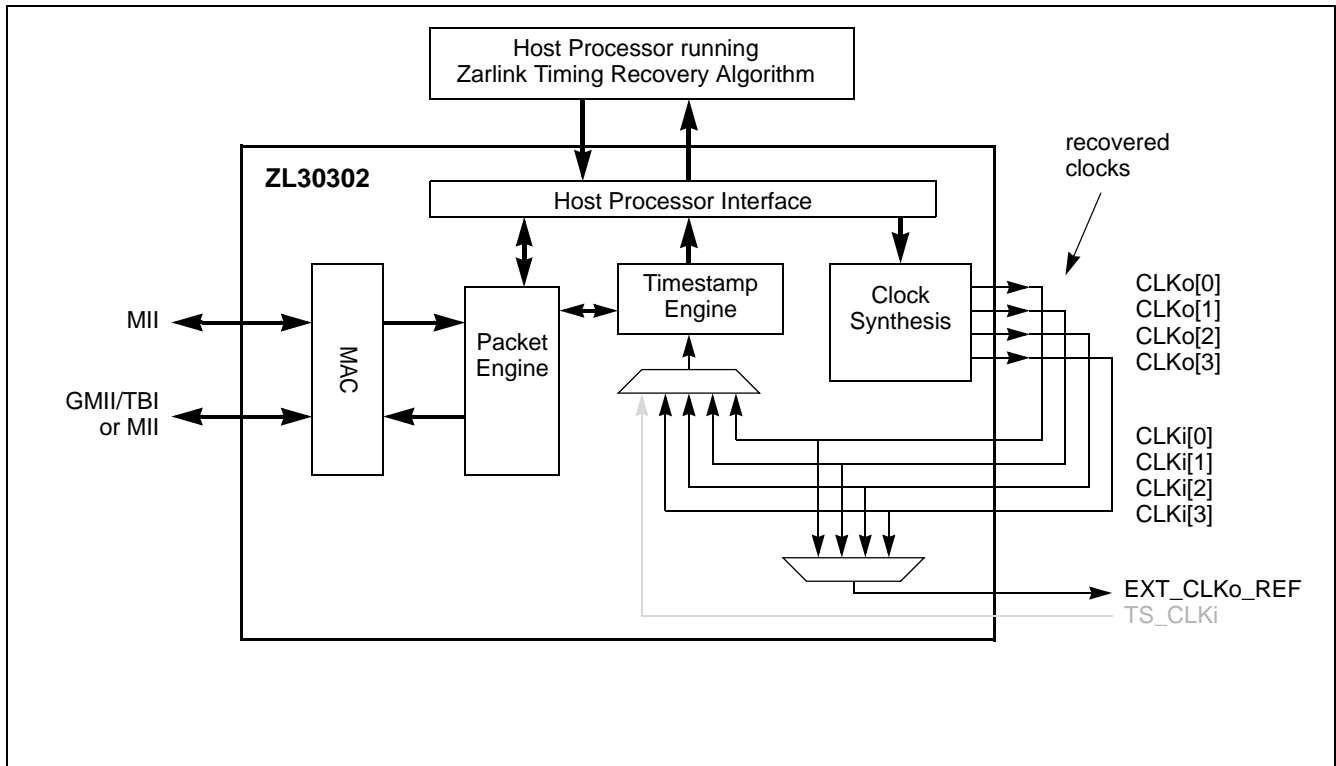 Host Processor running
Zarlink Timing Recovery Algorithm
recovered
clocks
ZL30302
Host Processor Interface
Timestamp
Engine
Clock
Synthesis
CLKo[0]
CLKo[1]
CLKo[2]
CLKo[3]
MII
MAC
Packet
Engine
GMII/TBI
or MII
CLKi[0]
CLKi[1]
CLKi[2]
CLKi[3]
EXT_CLKo_REF
TS_CLKi